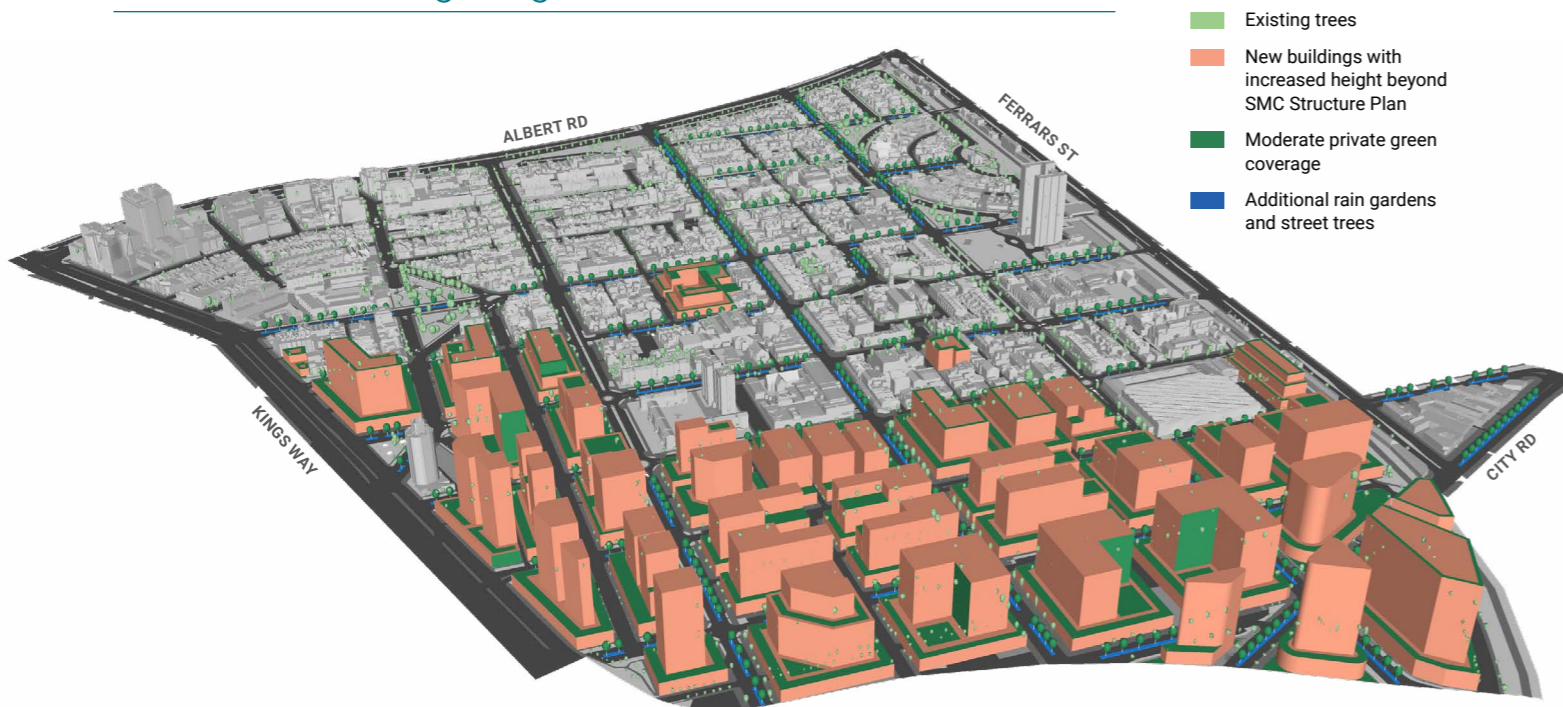 Existing trees
New buildings with
increased height beyond
SMC Structure Plan
Moderate private green
coverage
Additional rain gardens
and street trees
ALBERT RD
FERRARS ST
KINGS WAY
CITY RD